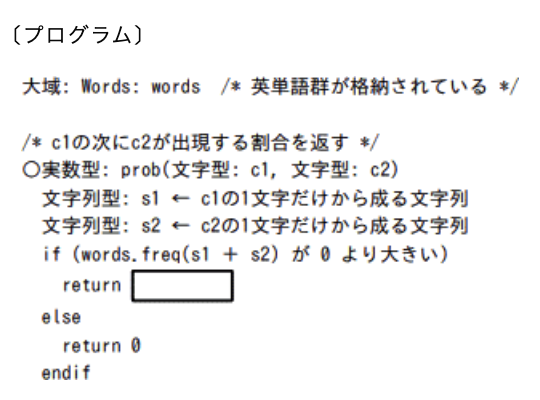 〔プログラム〕
大域: Words: words /* 英単語群が格納されている */
/* c1の次にc2が出現する割合を返す */
○実数型: prob(文字型: c1, 文字型: c2)
文字列型: s1 ← c1の1文字だけから成る文字列
文字列型: s2 ← c2の1文字だけから成る文字列
if (words.freq(s1 + s2) が 0 より大きい)
return
else
return 0
endif